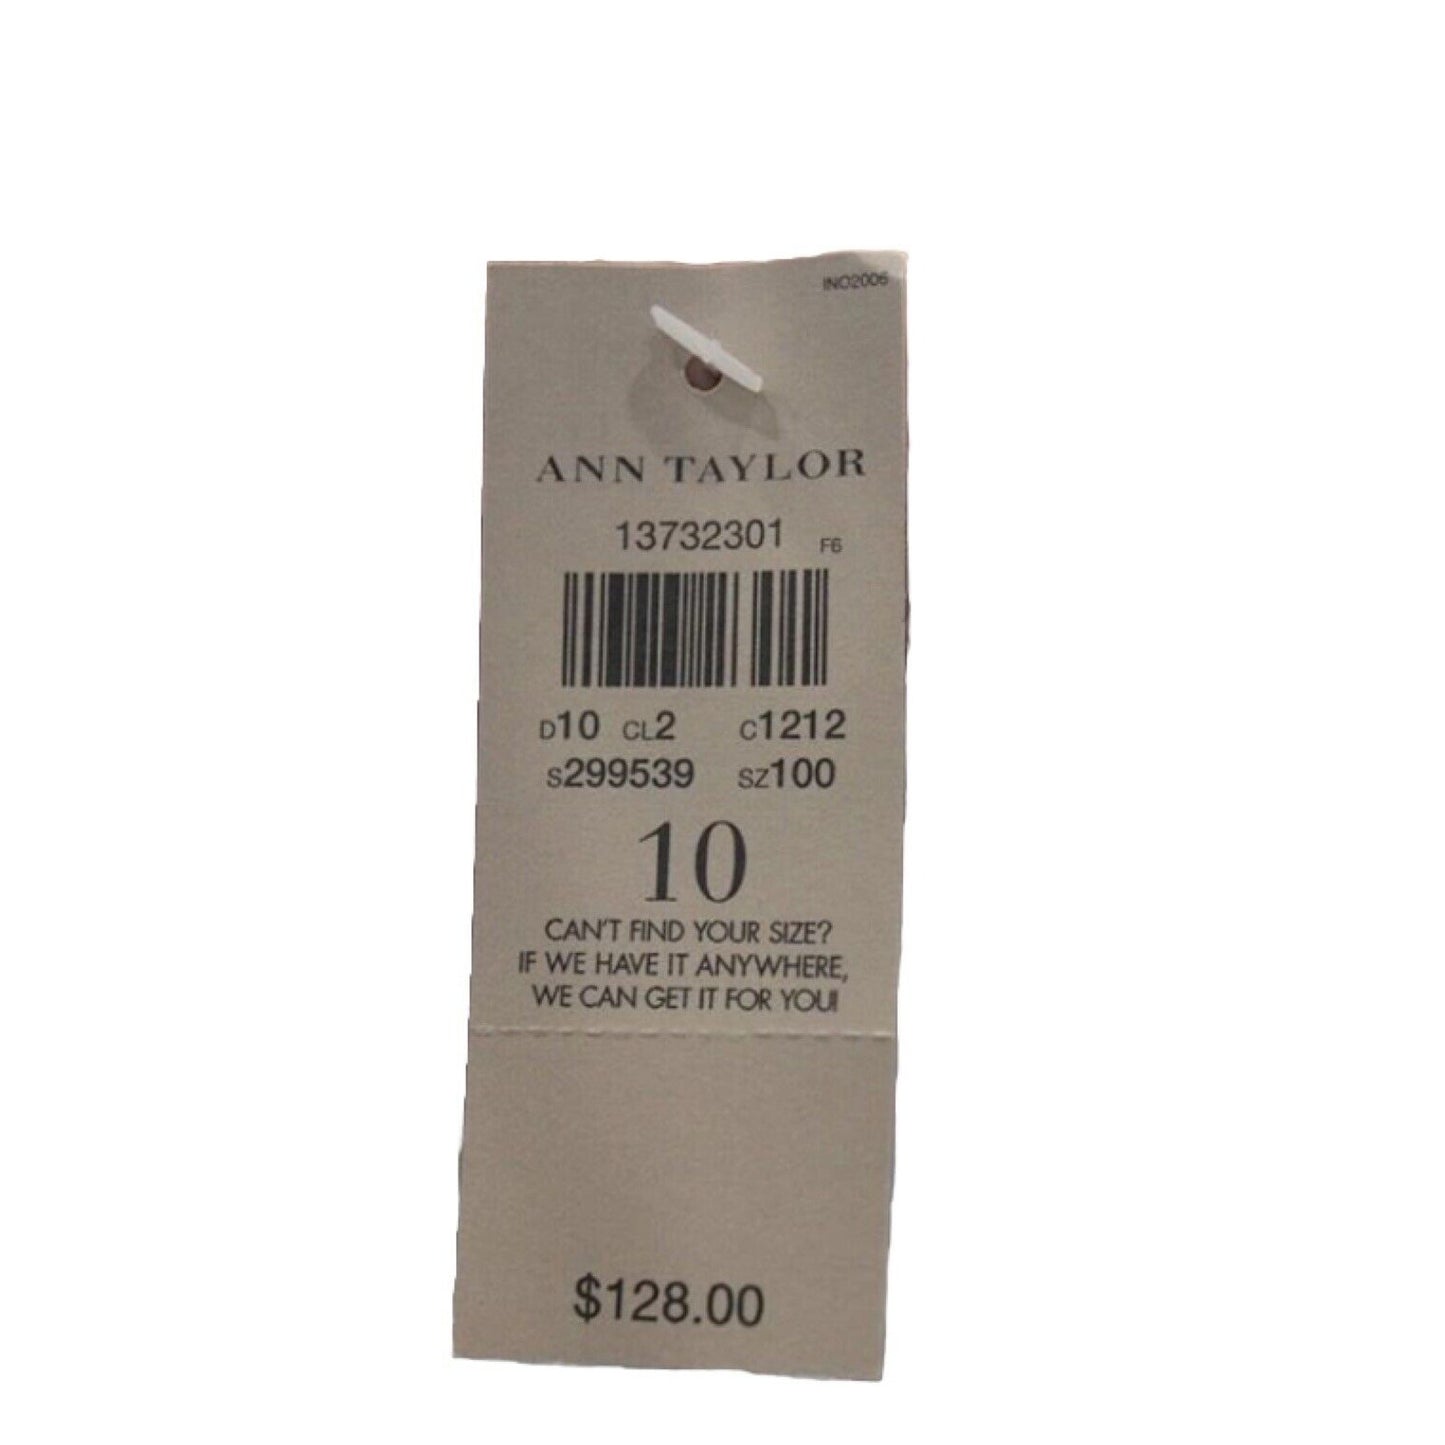 INO2006
ANN TAYLOR
13732301 F6
D10 CL2 C1212
S299539 SZ100
10
CAN'T FIND YOUR SIZE?
IF WE HAVE IT ANYWHERE,
WE CAN GET IT FOR YOU!
$128.00